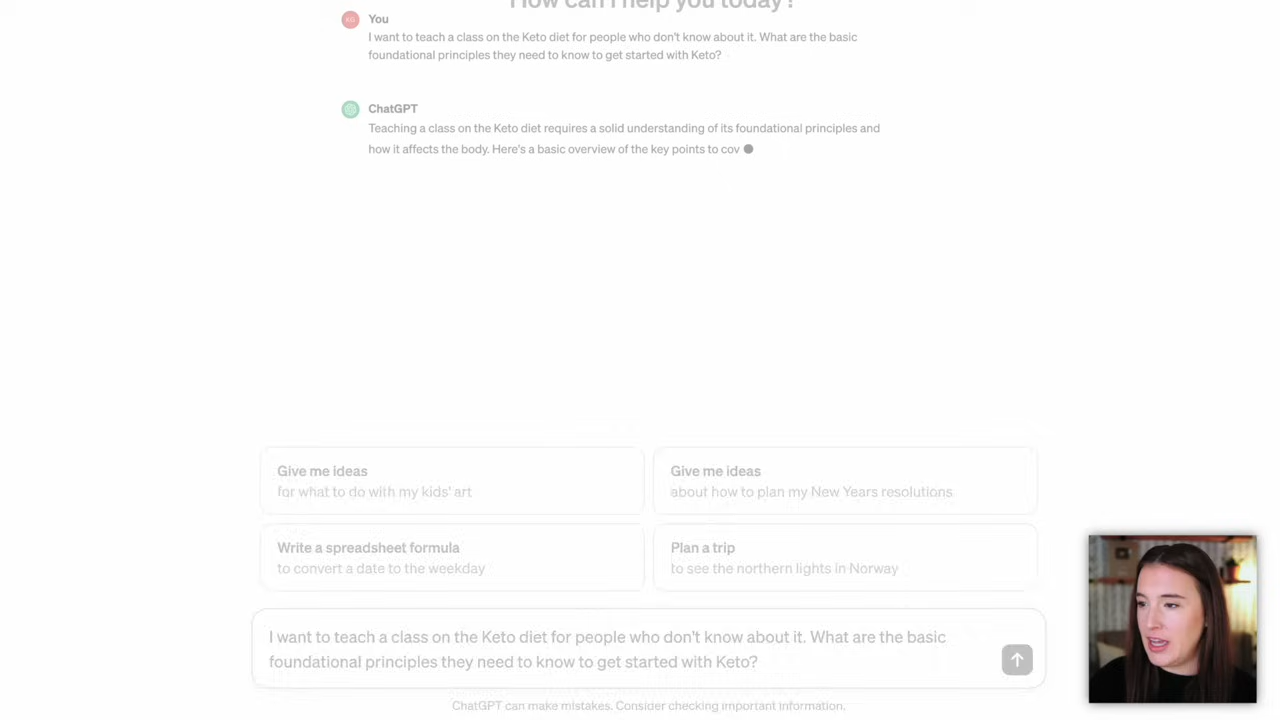 How can I help you today?
KG
You
I want to teach a class on the Keto diet for people who don't know about it. What are the basic
foundational principles they need to know to get started with Keto?
ChatGPT
Teaching a class on the Keto diet requires a solid understanding of its foundational principles and
how it affects the body. Here's a basic overview of the key points to cov
Give me ideas
for what to do with my kids' art
Give me ideas
about how to plan my New Years resolutions
Write a spreadsheet formula
to convert a date to the weekday
Plan a trip
to see the northern lights in Norway
I want to teach a class on the Keto diet for people who don't know about it. What are the basic
foundational principles they need to know to get started with Keto?
ChatGPT can make mistakes. Consider checking important information.